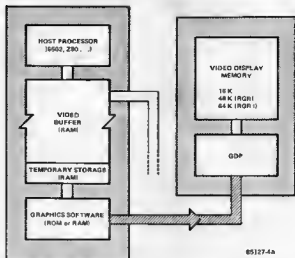 HOST PROCESSOR
(6502, Z80, ...)
VIDEO
BUFFER
(RAM)
TEMPORARY STORAGE
(RAM)
GRAPHICS SOFTWARE
(ROM or RAM)
VIDEO DISPLAY
MEMORY
16 K
48 K (RGB)
64 K (RGB I)
GDP
85127-4a